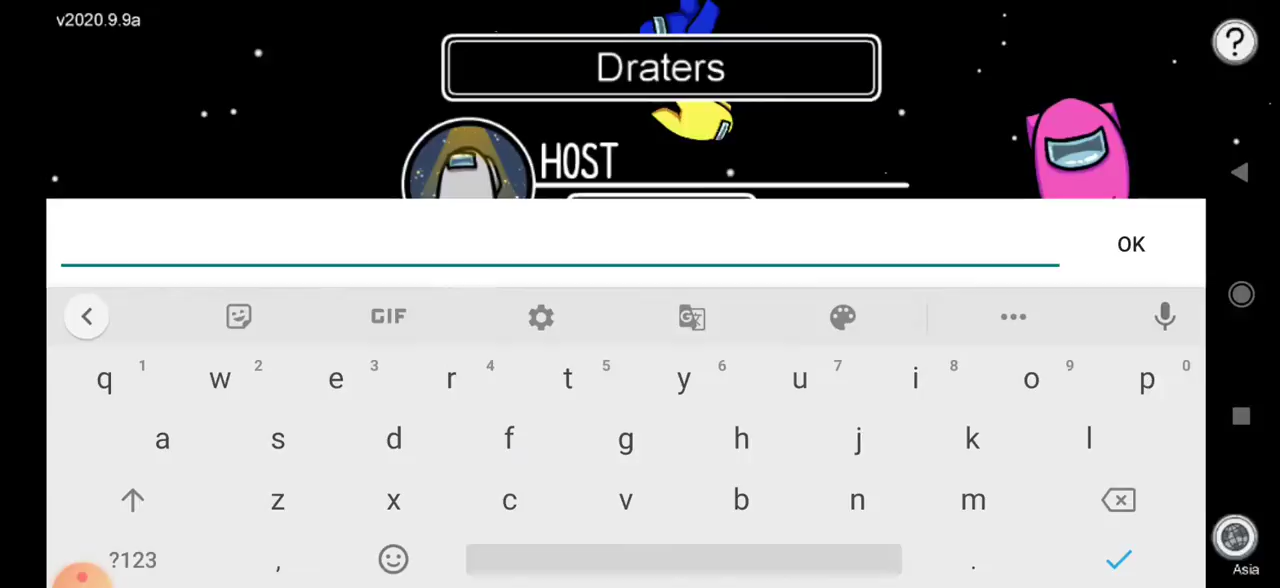 v2020.9.9a
Draters
HOST
OK
GIF
q 1 w 2 e 3 r 4 t 5 y 6 u 7 i 8 o 9 p 0
a s d f g h j k l
z x c v b n m
?123 , .
Asia